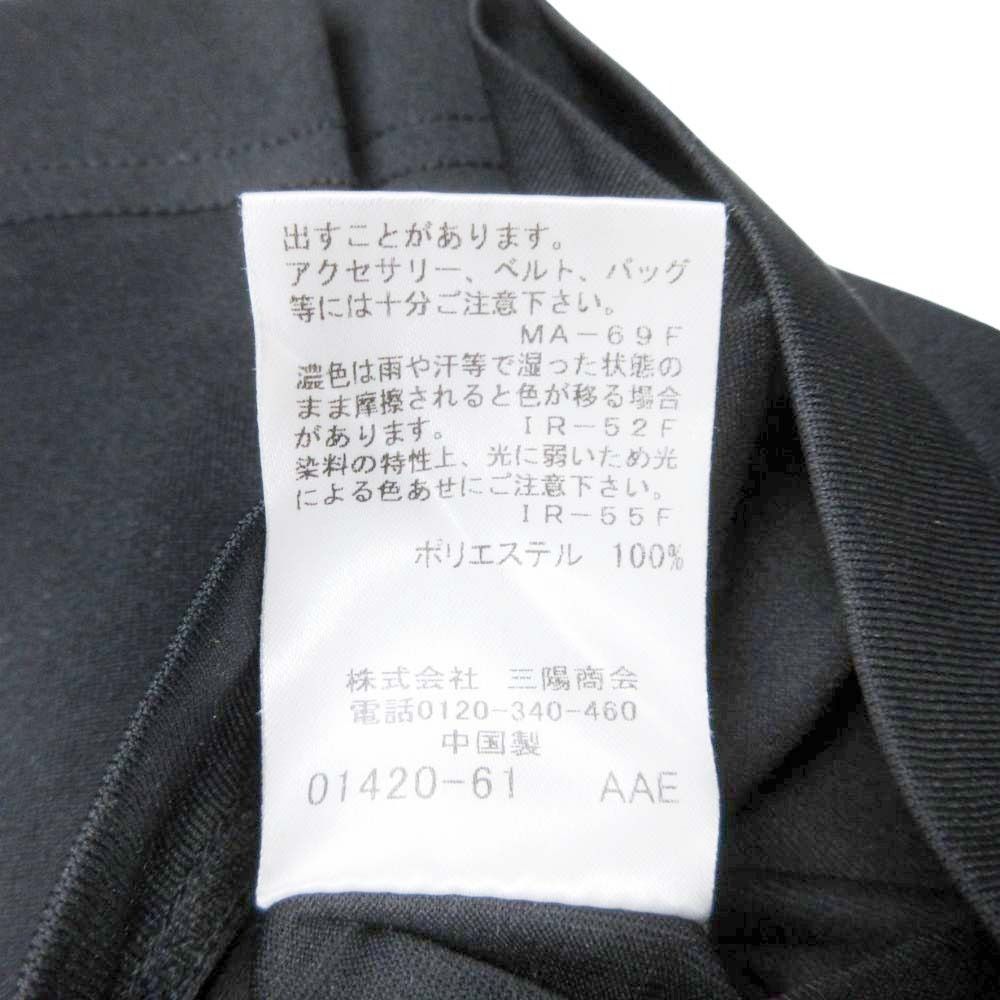 出すことがあります。
アクセサリー、ベルト、バッグ
等には十分ご注意下さい。
MA-69F
濃色は雨や汗等で湿った状態の
まま摩擦されると色が移る場合
があります。 IR-52F
染料の特性上、光に弱いため光
による色あせにご注意下さい。
IR-55F
ポリエステル 100%
株式会社 三陽商会
電話0120-340-460
中国製
01420-61 AAE